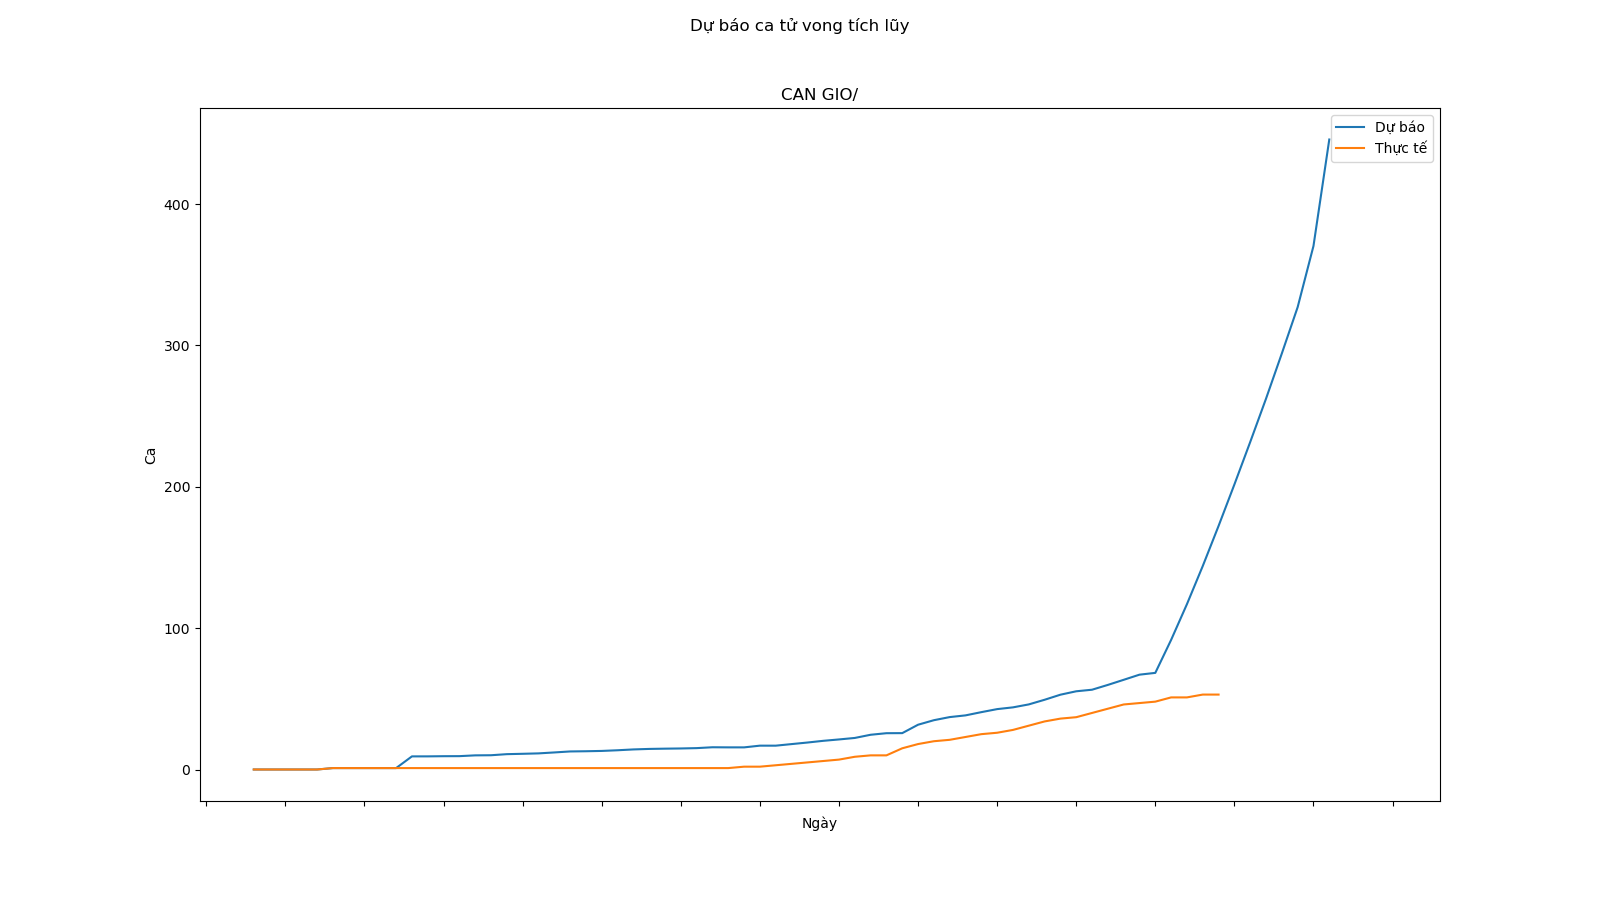 Dự báo ca tử vong tích lũy
CAN GIO/
Dự báo
Thực tế
400
300
200
100
0
Ca
Ngày